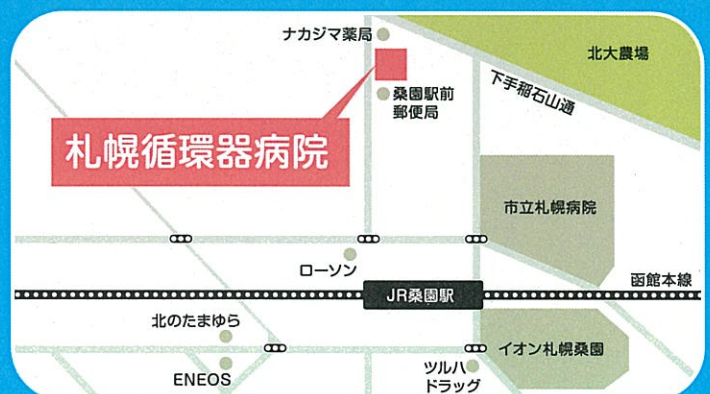 ナカジマ薬局
北大農場
下手稲石山通
桑園駅前
郵便局
札幌循環器病院
市立札幌病院
ローソン
函館本線
JR桑園駅
北のたまゆら
イオン札幌桑園
ENEOS
ツルハ
ドラッグ